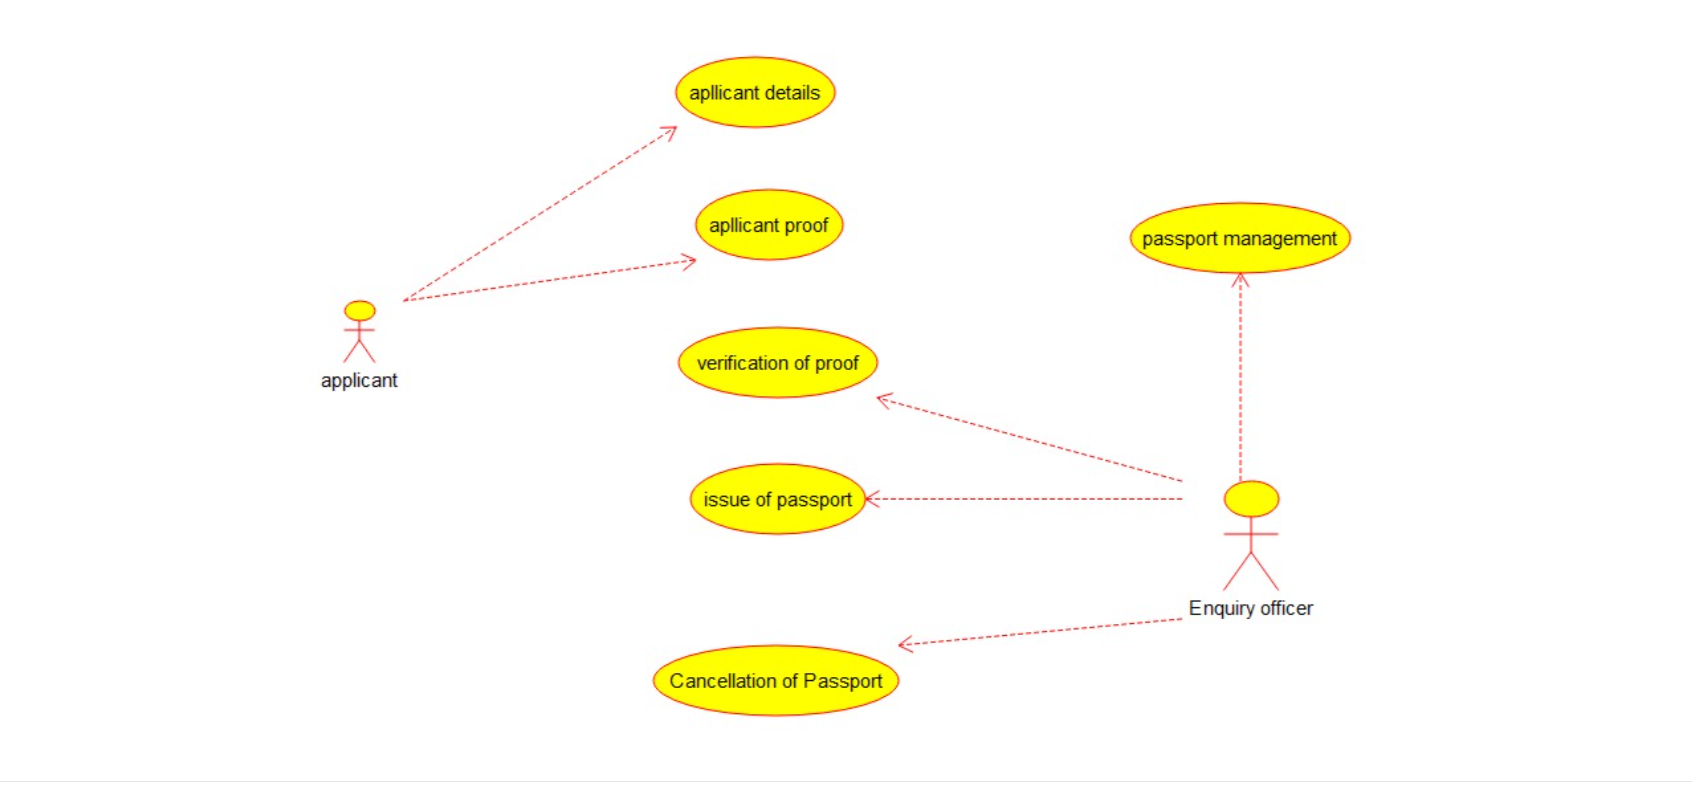 apllicant details
apllicant proof
passport management
verification of proof
applicant
issue of passport
Enquiry officer
Cancellation of Passport